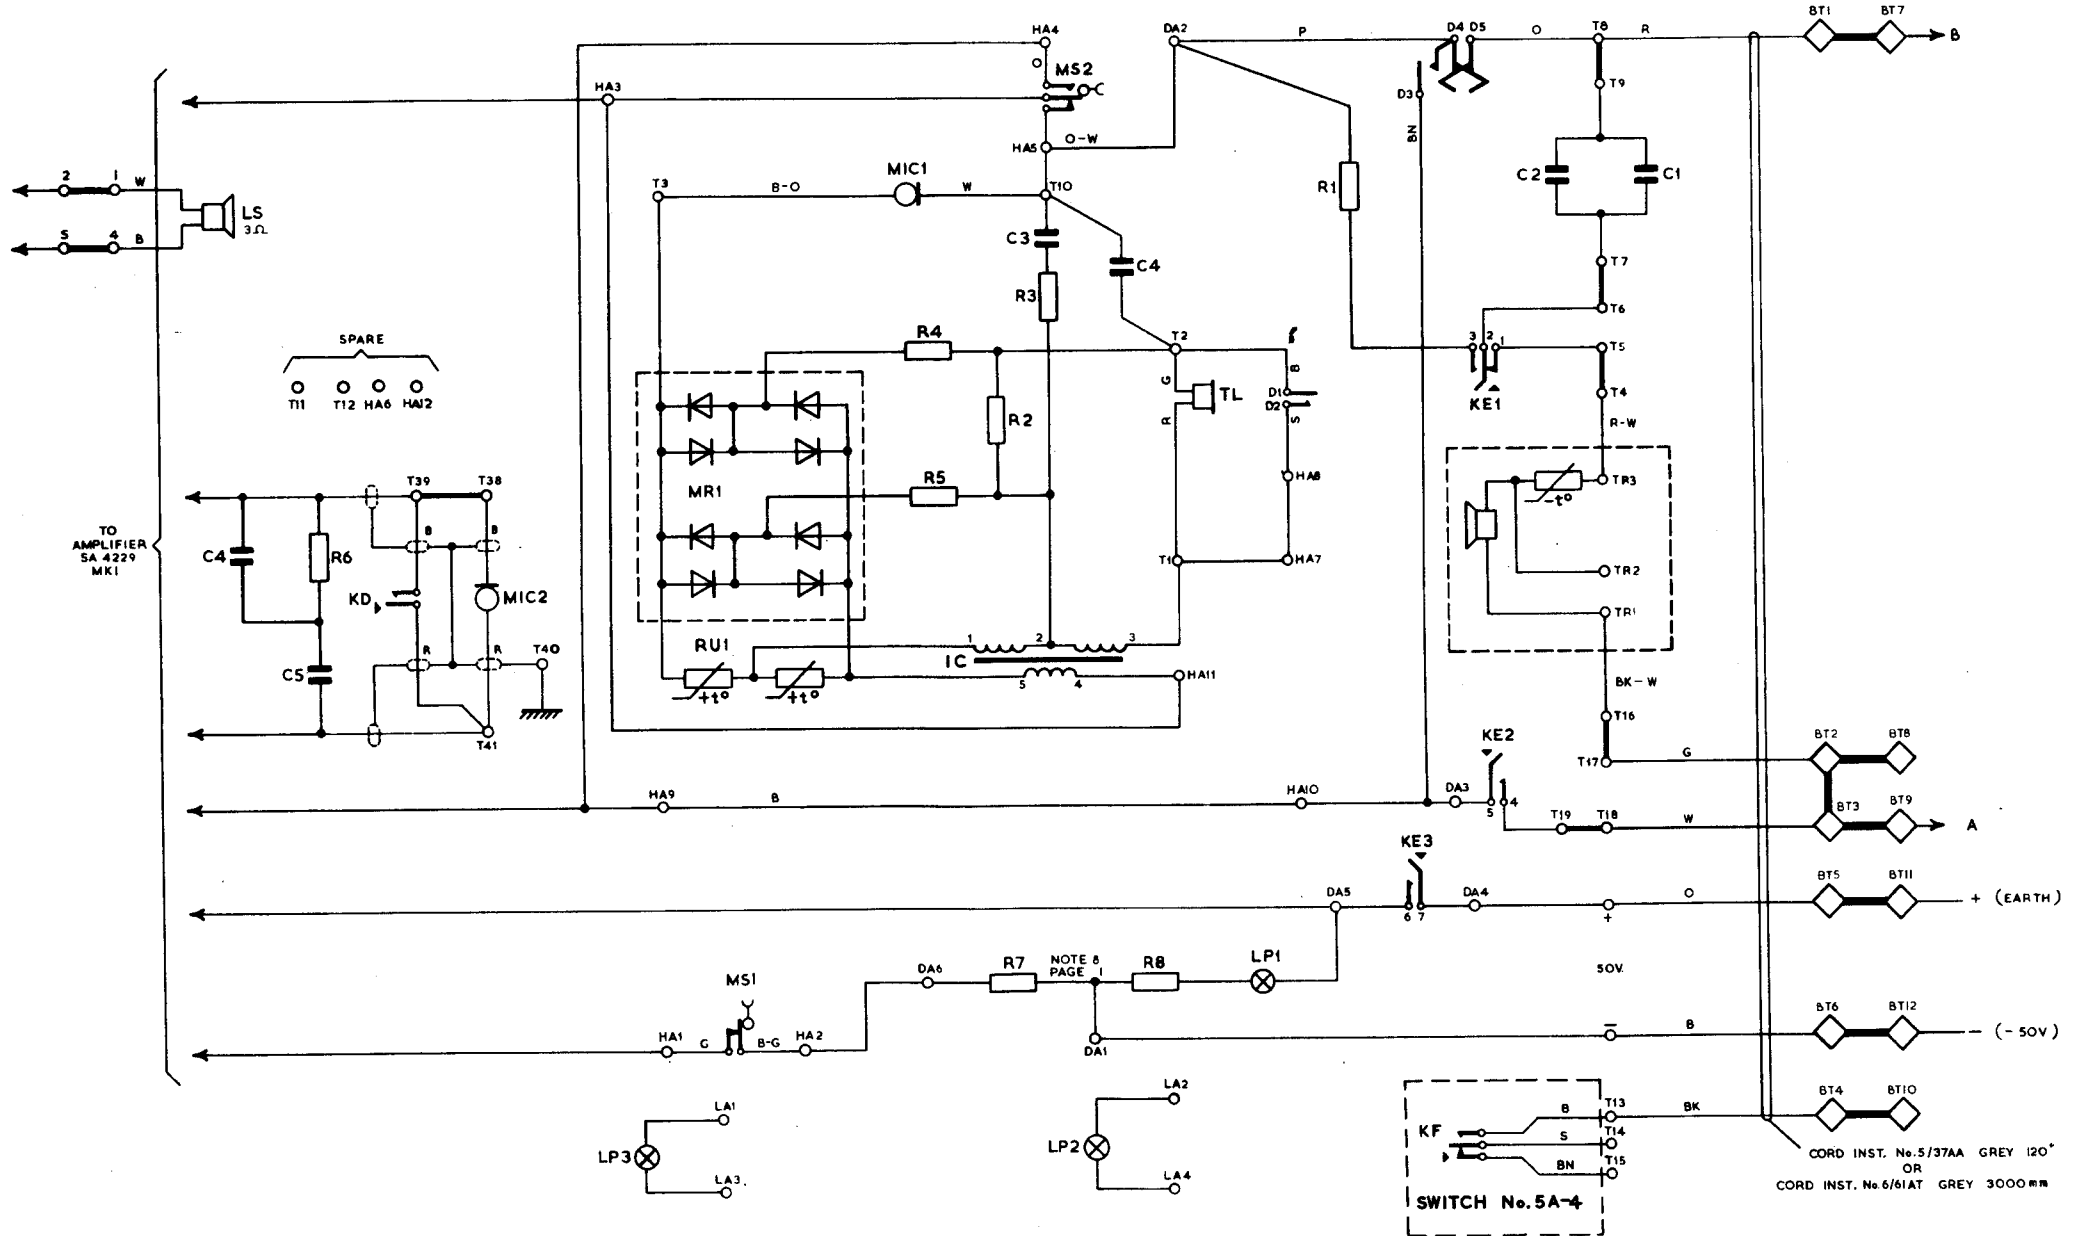 BT1 BT7
B
HA4
O
MS2
DA2
P
D4 D5
O
T8
R
HA3
T9
D3
BN
HA5
O-W
2 1 W
5 4 B
LS
3Ω
T3
B-O
MIC1
W
T10
R1
C2
C1
C3
C4
R3
T7
T6
SPARE
T11 T12 HA6 HA12
R4
T2
B
G
TL
R
D1
D2
S
3 2 1
KE1
T5
T4
R-W
R2
MR1
R5
HA8
T1
HA7
TR3
-t°
TR2
TR1
TO
AMPLIFIER
SA 4229
MK1
T39 T38
B B
C4
R6
KD
MIC2
R R
T40
C5
T41
RU1
+t° +t°
1 2 3
IC
5 4
HA11
BK-W
T16
T17
G
BT2 BT8
KE2
HA9
B
HA10
DA3
5 4
T19 T18
W
BT3 BT9
A
KE3
DA5
6 7
DA4
+
O
BT5 BT11
+ (EARTH)
MS1
DA6
R7
NOTE 8
PAGE 1
R8
LP1
50V.
HA1
G
B-G
HA2
DA1
–
B
BT6 BT12
– (-50V)
LA1
LP3
LA3.
LA2
LP2
LA4
KF
B
S
BN
T13
T14
T15
BK
BT4 BT10
SWITCH No. 5A-4
CORD INST. No.5/37AA GREY 120"
OR
CORD INST. No.6/61AT GREY 3000mm